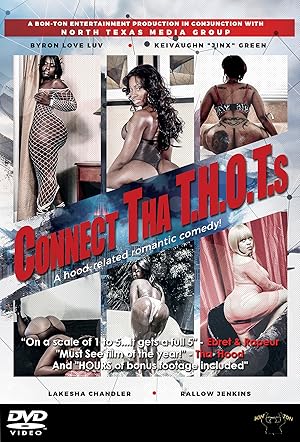 A BON-TON ENTERTAINMENT PRODUCTION IN CONJUNCTION WITH
NORTH TEXAS MEDIA GROUP
BYRON LOVE LUV • KEIVAUGHN "JINX" GREEN
CONNECT THA T.H.O.T.S
A hood related romantic comedy!
"On a scale of 1 to 5...it gets a full 5" - Ebret & Rapeur
"Must See film of the year!" - Tha Hood
And "HOURS of bonus footage Included"
LAKESHA CHANDLER
RALLOW JENKINS
DVD
VIDEO